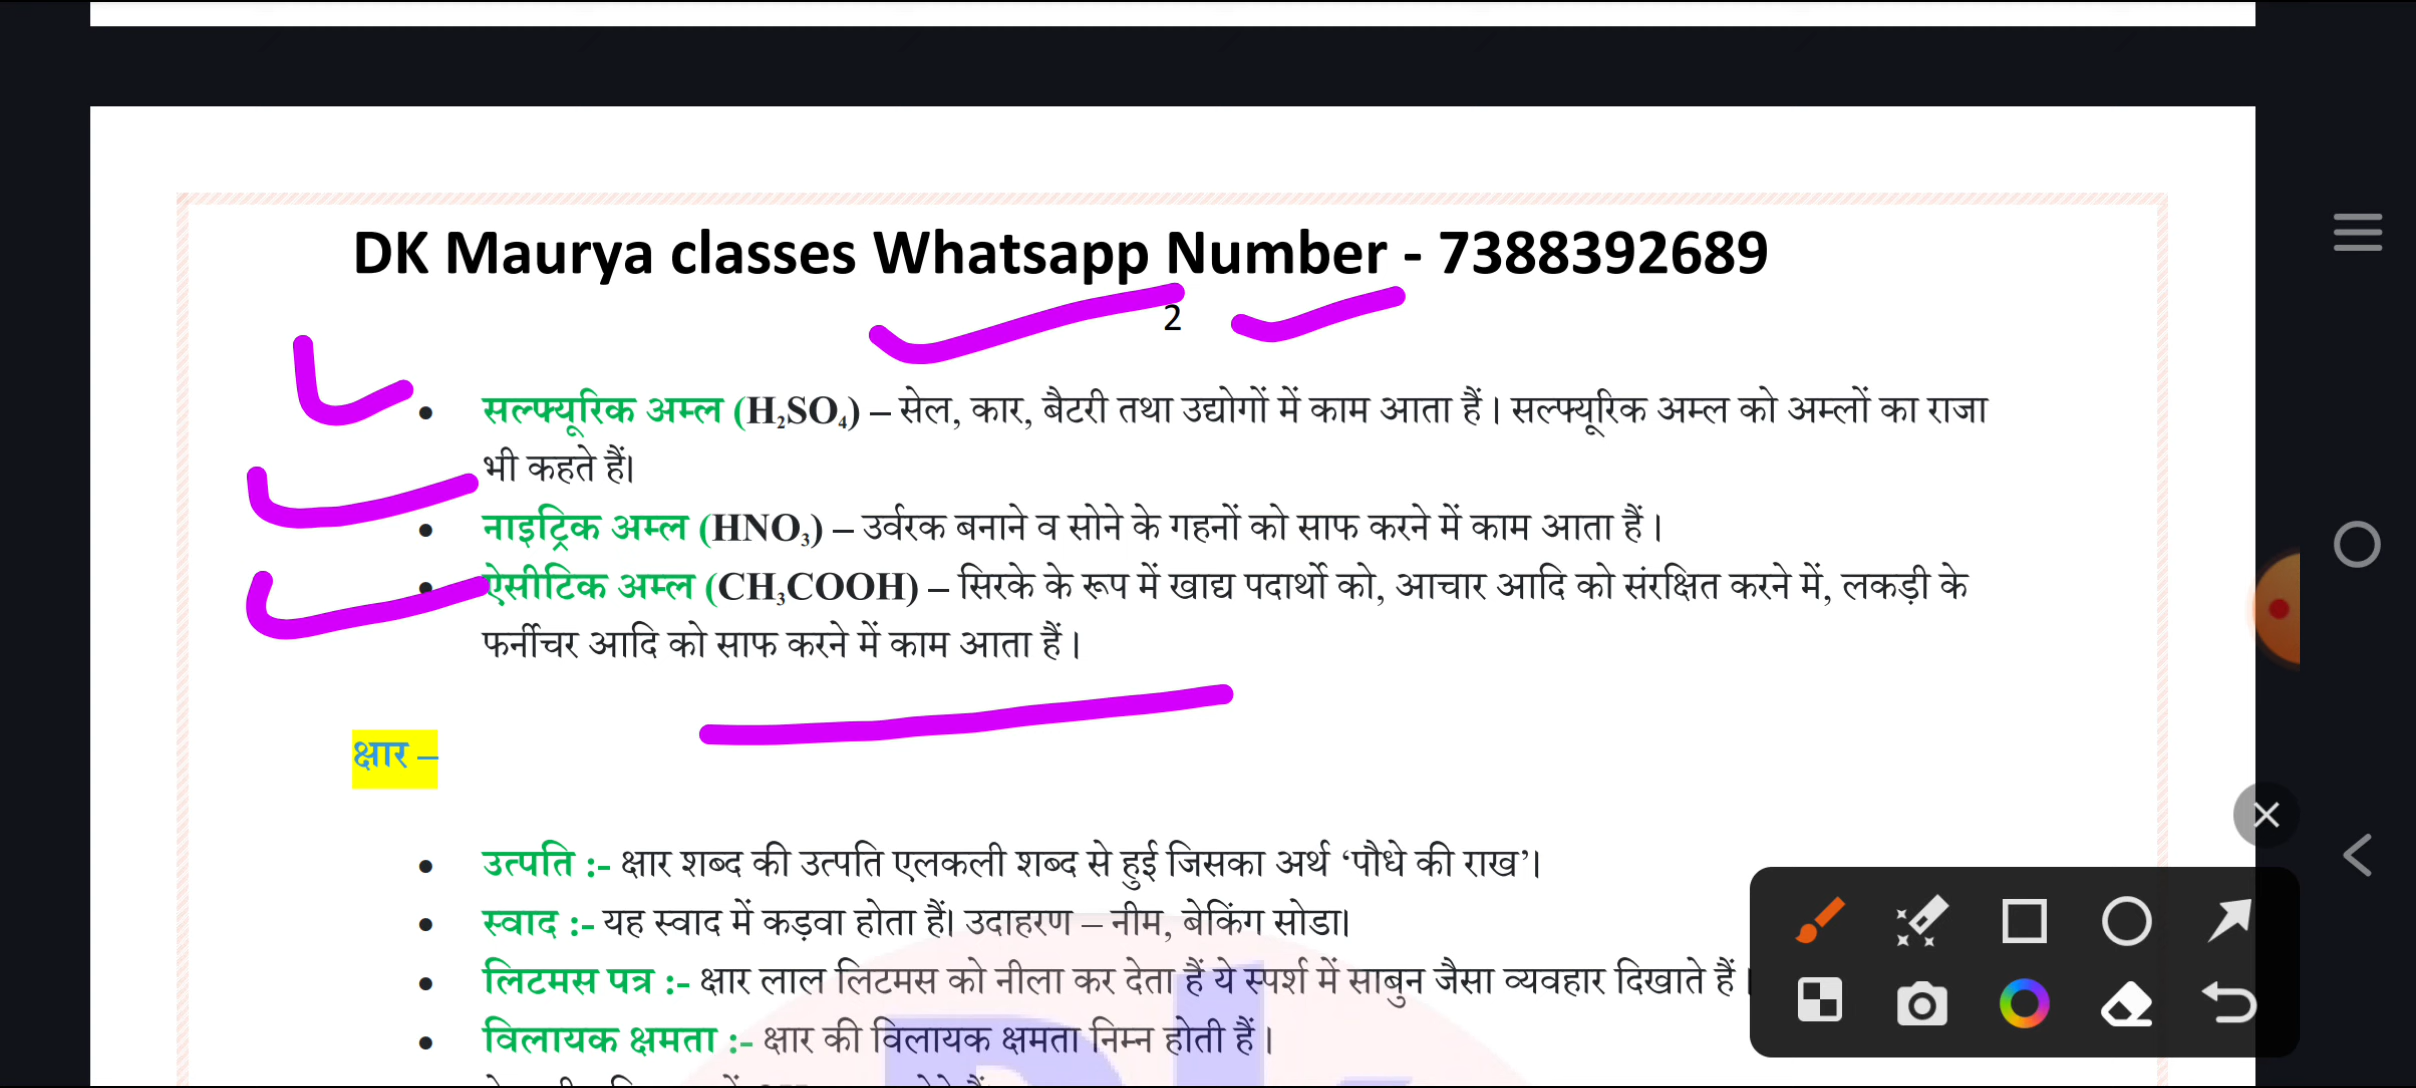 DK Maurya classes Whatsapp Number - 7388392689
2
• सल्फ्यूरिक अम्ल (H₂SO₄) – सेल, कार, बैटरी तथा उद्योगों में काम आता हैं। सल्फ्यूरिक अम्ल को अम्लों का राजा
भी कहते हैं।
• नाइट्रिक अम्ल (HNO₃) – उर्वरक बनाने व सोने के गहनों को साफ करने में काम आता हैं।
• ऐसीटिक अम्ल (CH₃COOH) – सिरके के रूप में खाद्य पदार्थो को, आचार आदि को संरक्षित करने में, लकड़ी के
फर्नीचर आदि को साफ करने में काम आता हैं।
क्षार –
• उत्पति :- क्षार शब्द की उत्पति एलकली शब्द से हुई जिसका अर्थ ‘पौधे की राख’।
• स्वाद :- यह स्वाद में कड़वा होता हैं। उदाहरण – नीम, बेकिंग सोडा।
• लिटमस पत्र :- क्षार लाल लिटमस को नीला कर देता हैं ये स्पर्श में साबुन जैसा व्यवहार दिखाते हैं।
• विलायक क्षमता :- क्षार की विलायक क्षमता निम्न होती हैं।